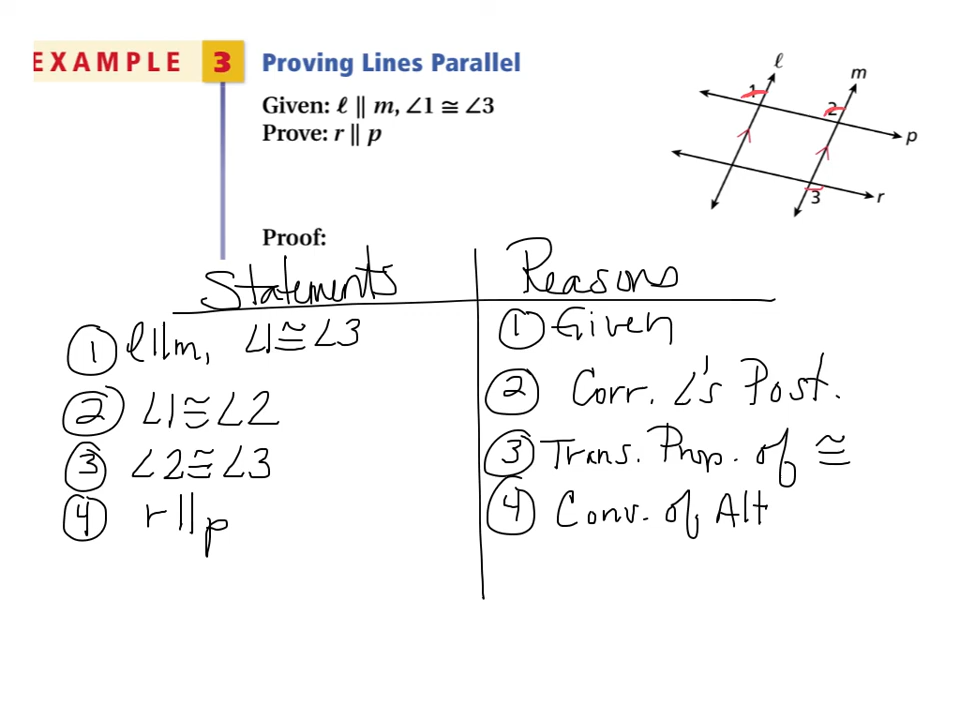 EXAMPLE 3 Proving Lines Parallel
Given: ℓ || m, ∠1 ≅ ∠3
Prove: r || p
Proof:
ℓ
m
1
2
p
3
r
Statements Reasons
① ℓ||m, ∠1≅∠3 ① Given
② ∠1≅∠2 ② Corr. ∠'s Post.
③ ∠2≅∠3 ③ Trans. Prop. of ≅
④ r||p ④ Conv. of Alt